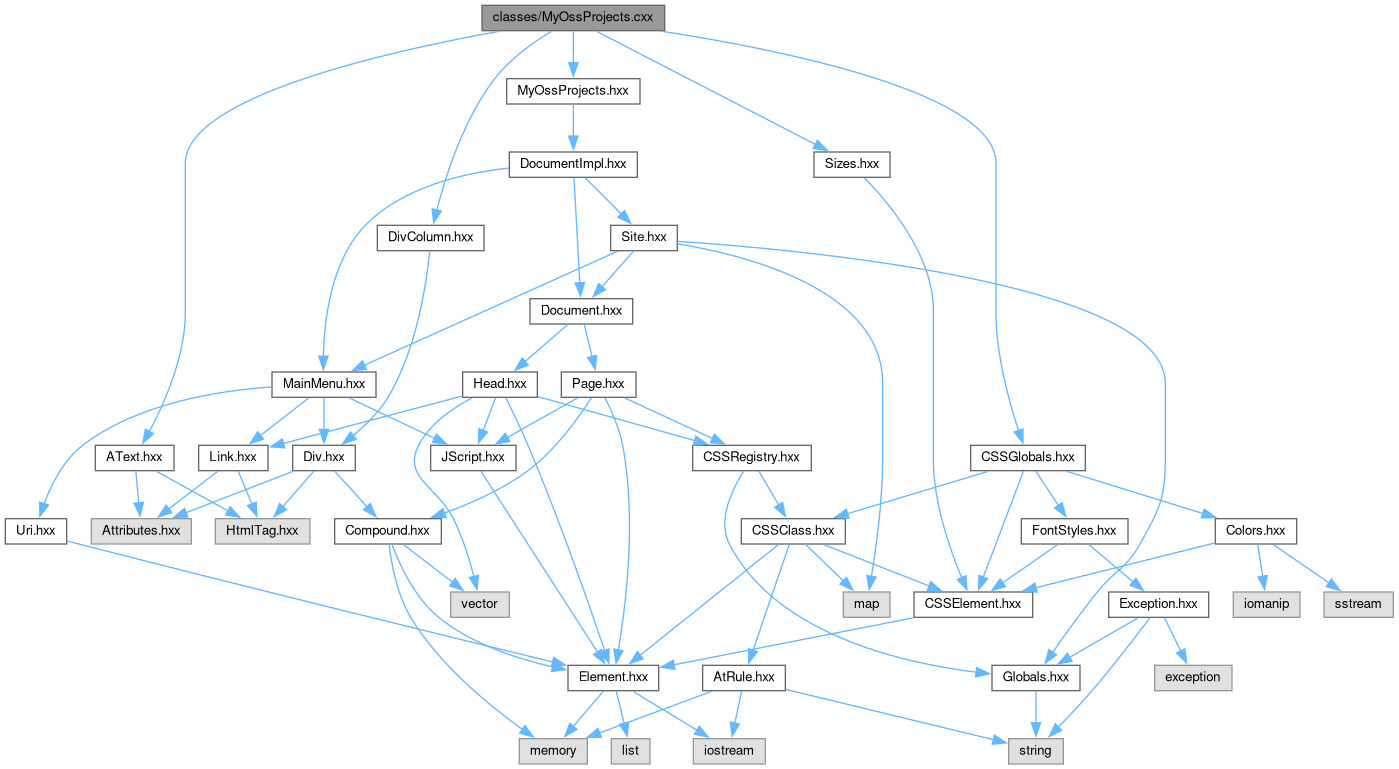 classes/MyOssProjects.cxx
MyOssProjects.hxx
DocumentImpl.hxx
Sizes.hxx
DivColumn.hxx
Site.hxx
Document.hxx
MainMenu.hxx
Head.hxx
Page.hxx
AText.hxx
Link.hxx
Div.hxx
JScript.hxx
CSSRegistry.hxx
CSSGlobals.hxx
Uri.hxx
Attributes.hxx
HtmlTag.hxx
Compound.hxx
CSSClass.hxx
FontStyles.hxx
Colors.hxx
vector
map
CSSElement.hxx
Exception.hxx
iomanip
sstream
Element.hxx
AtRule.hxx
Globals.hxx
exception
memory
list
iostream
string